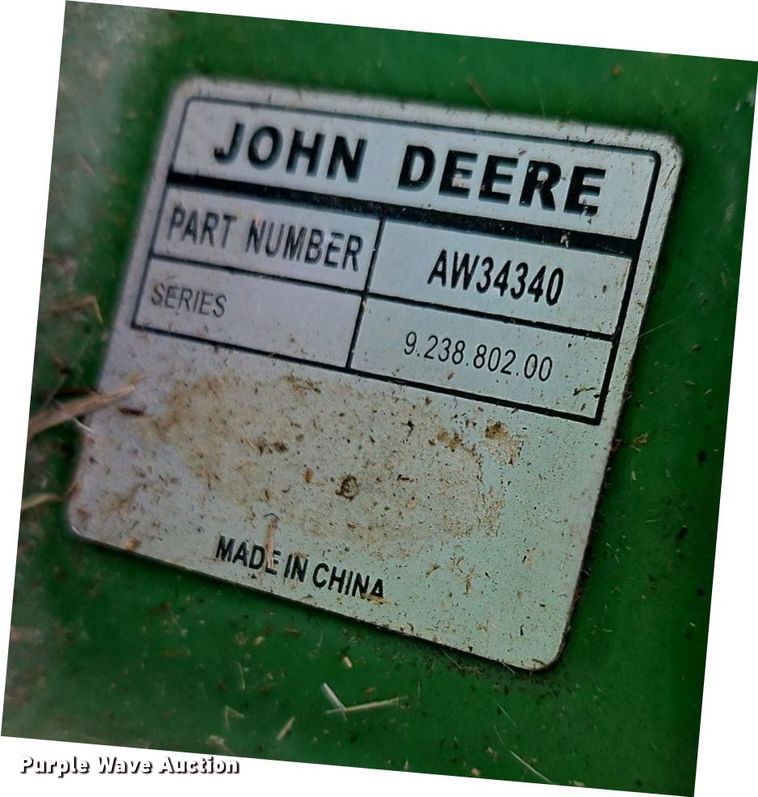 JOHN DEERE
PART NUMBER AW34340
SERIES 9.238.802.00
MADE IN CHINA
Purple Wave Auction